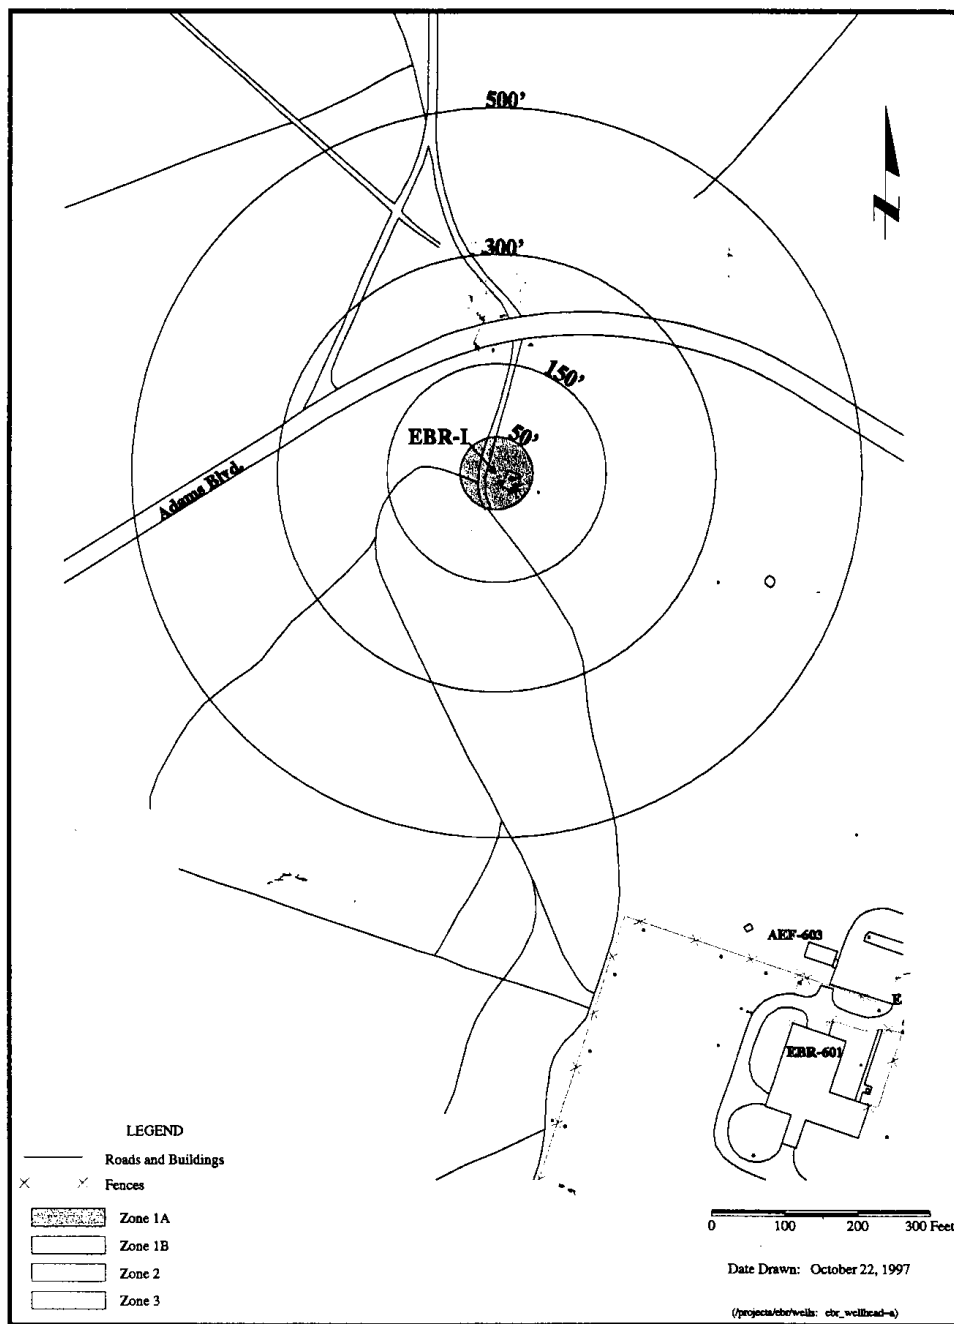 500'
300'
150'
50'
EBR-I
Adams Blvd.
AEF-603
E
EBR-601
LEGEND
Roads and Buildings
Fences
Zone 1A
Zone 1B
Zone 2
Zone 3
0 100 200 300 Feet
Date Drawn: October 22, 1997
(/projects/ebr/wells: ebr_wellhead-a)